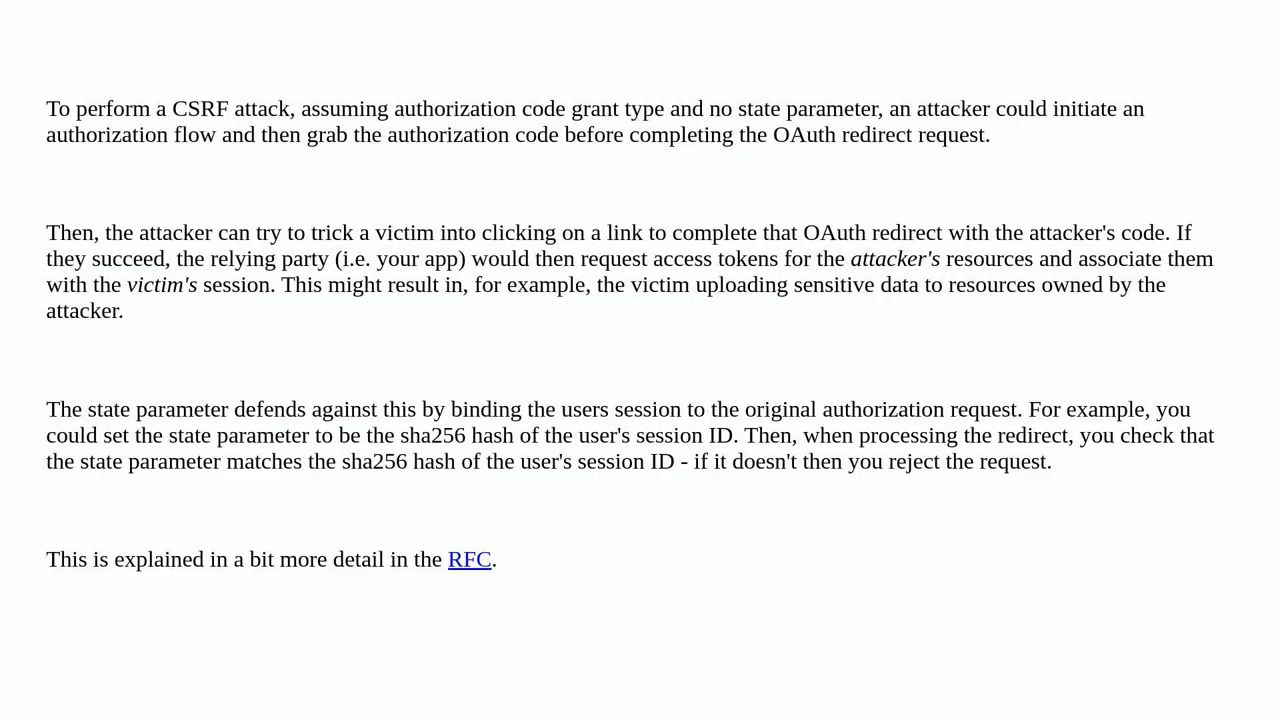 To perform a CSRF attack, assuming authorization code grant type and no state parameter, an attacker could initiate an
authorization flow and then grab the authorization code before completing the OAuth redirect request.
Then, the attacker can try to trick a victim into clicking on a link to complete that OAuth redirect with the attacker's code. If
they succeed, the relying party (i.e. your app) would then request access tokens for the attacker's resources and associate them
with the victim's session. This might result in, for example, the victim uploading sensitive data to resources owned by the
attacker.
The state parameter defends against this by binding the users session to the original authorization request. For example, you
could set the state parameter to be the sha256 hash of the user's session ID. Then, when processing the redirect, you check that
the state parameter matches the sha256 hash of the user's session ID - if it doesn't then you reject the request.
This is explained in a bit more detail in the RFC.